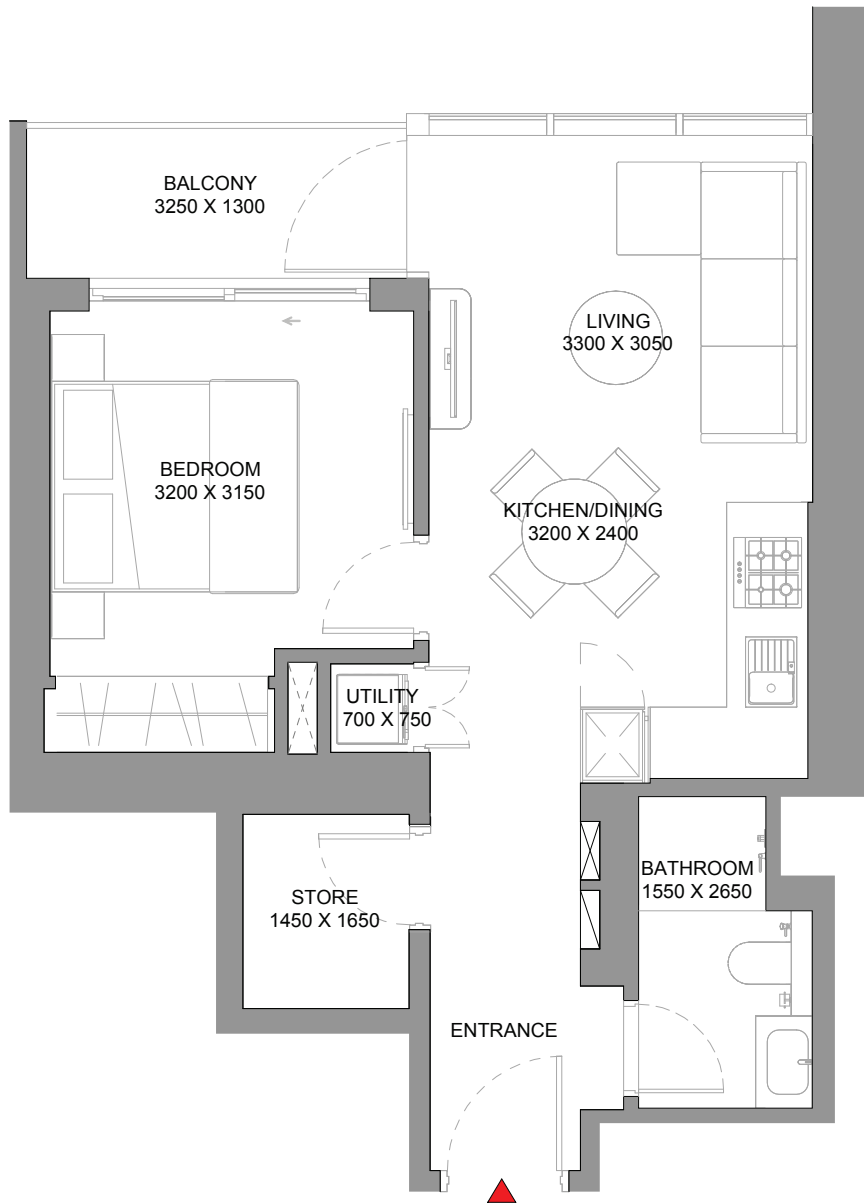 BALCONY
3250 X 1300
LIVING
3300 X 3050
BEDROOM
3200 X 3150
KITCHEN/DINING
3200 X 2400
UTILITY
700 X 750
BATHROOM
1550 X 2650
STORE
1450 X 1650
ENTRANCE